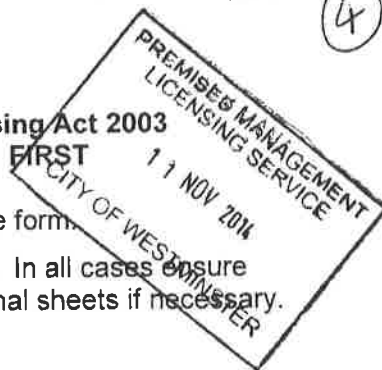 4
sing Act 2003
FIRST
e form.
In all cases ensure
nal sheets if necessary.
PREMISES MANAGEMENT
LICENSING SERVICE
11 NOV 2014
CITY OF WESTMINSTER